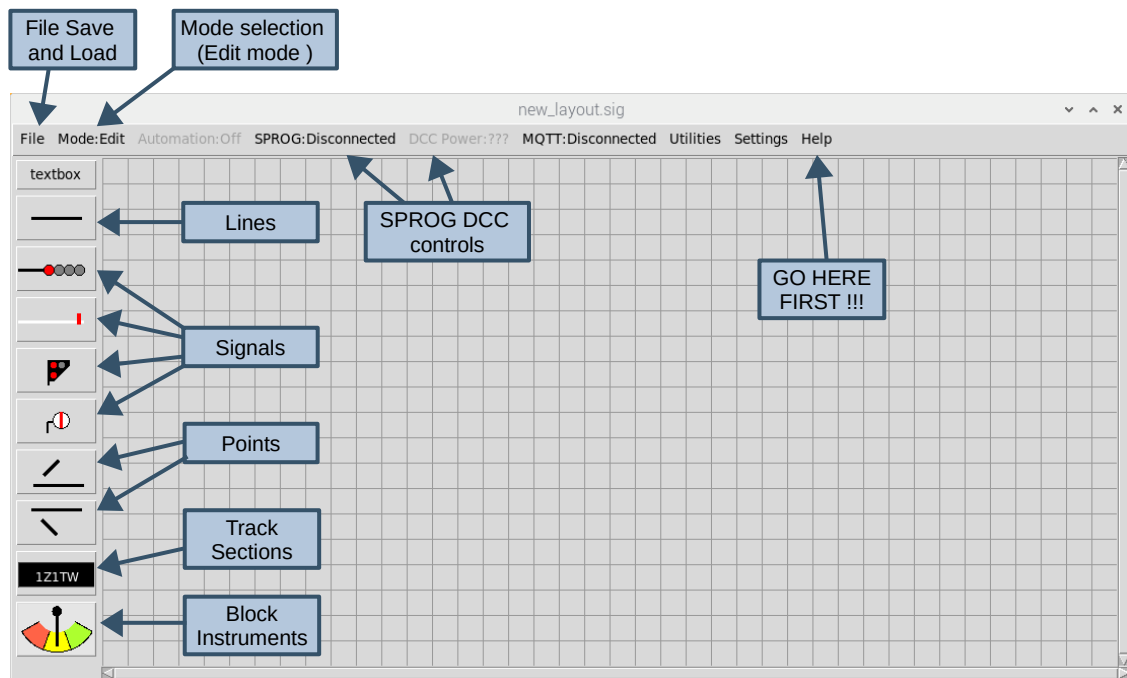 File Save
and Load
Mode selection
(Edit mode )
new_layout.sig
File Mode:Edit Automation:Off SPROG:Disconnected DCC Power:??? MQTT:Disconnected Utilities Settings Help
textbox
Lines
SPROG DCC
controls
GO HERE
FIRST !!!
Signals
Points
Track
Sections
1Z1TW
Block
Instruments